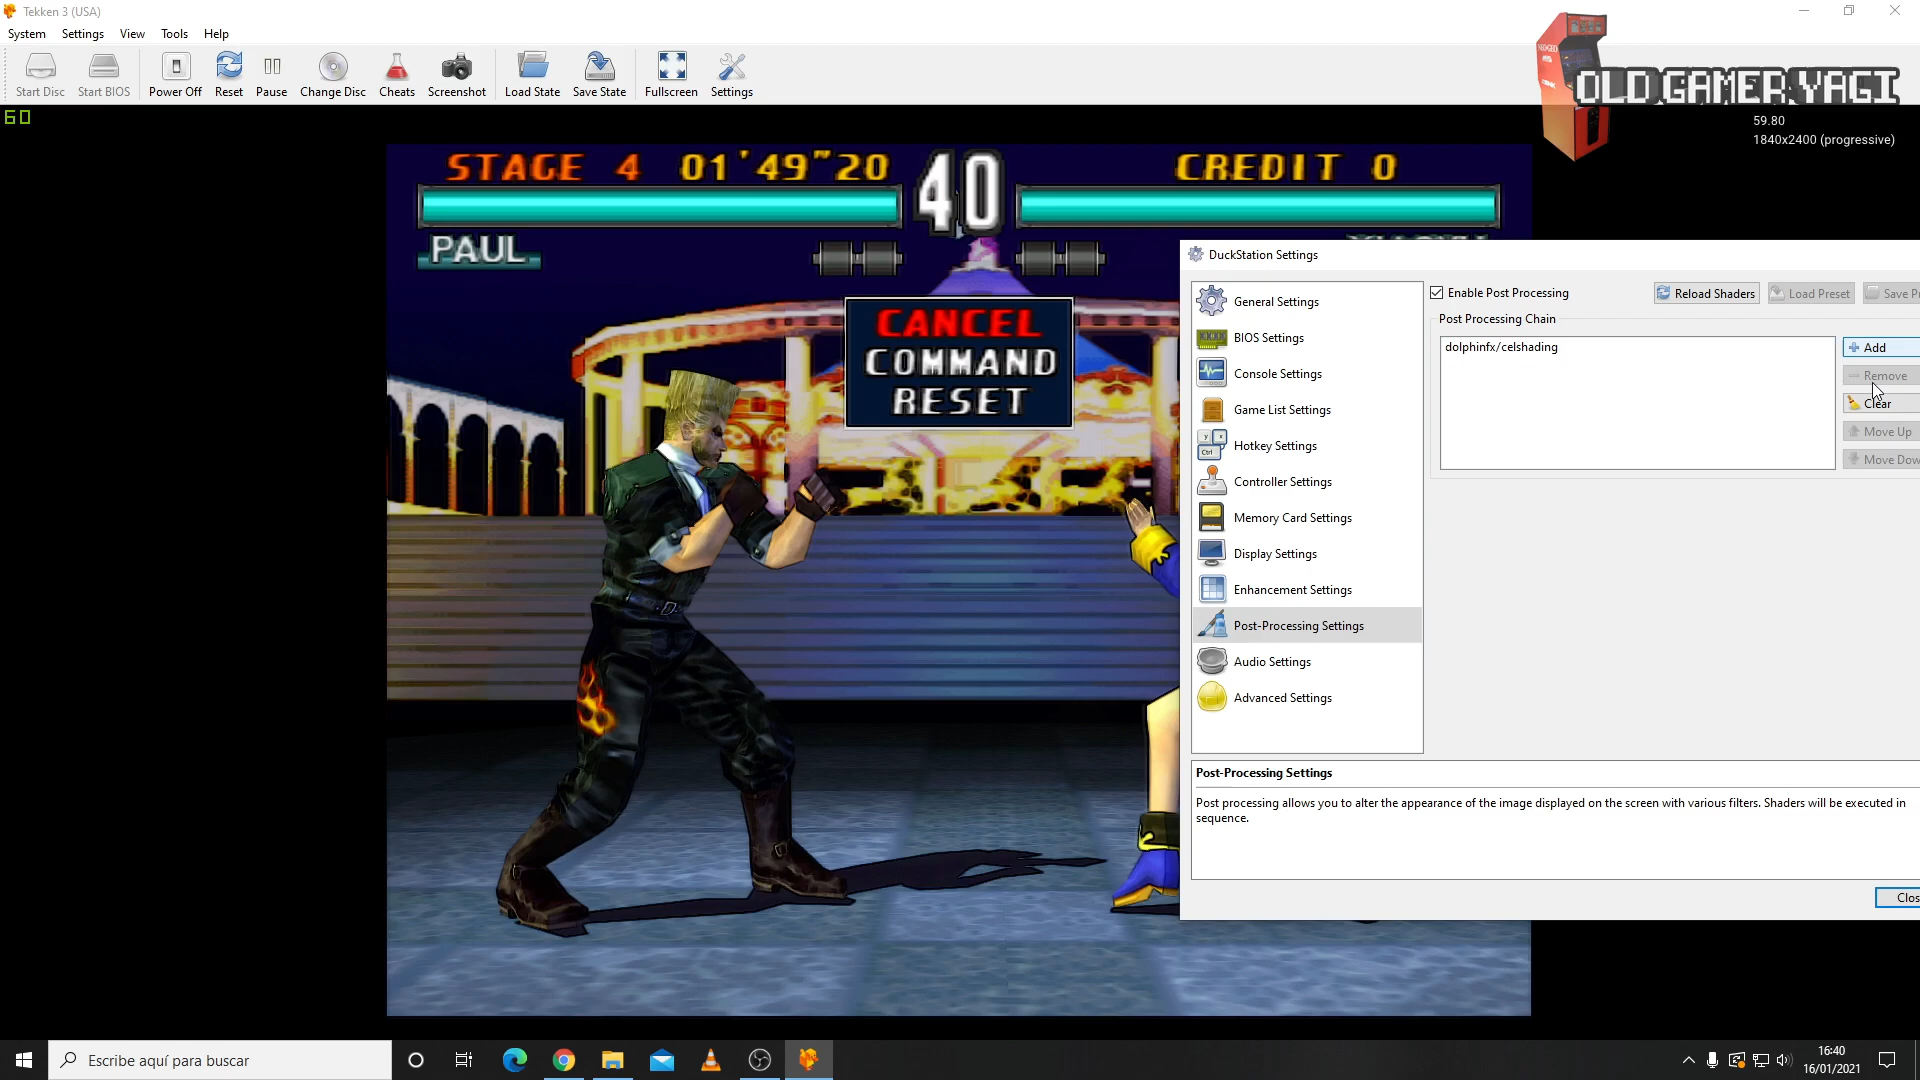 Tekken 3 (USA)
System Settings View Tools Help
Start Disc Start BIOS Power Off Reset Pause Change Disc Cheats Screenshot Load State Save State Fullscreen Settings
OLD GAMER YAGI
60
59.80
1840x2400 (progressive)
STAGE 4 01'49"20 40 CREDIT 0
PAUL
CANCEL
COMMAND
RESET
DuckStation Settings
General Settings
BIOS Settings
Console Settings
Game List Settings
Hotkey Settings
Controller Settings
Memory Card Settings
Display Settings
Enhancement Settings
Post-Processing Settings
Audio Settings
Advanced Settings
Enable Post Processing
Reload Shaders Load Preset Save Pr
Post Processing Chain
dolphinfx/celshading
Add
Remove
Clear
Move Up
Move Dow
Post-Processing Settings
Post processing allows you to alter the appearance of the image displayed on the screen with various filters. Shaders will be executed in
sequence.
Clos
Escribe aquí para buscar
16:40
16/01/2021